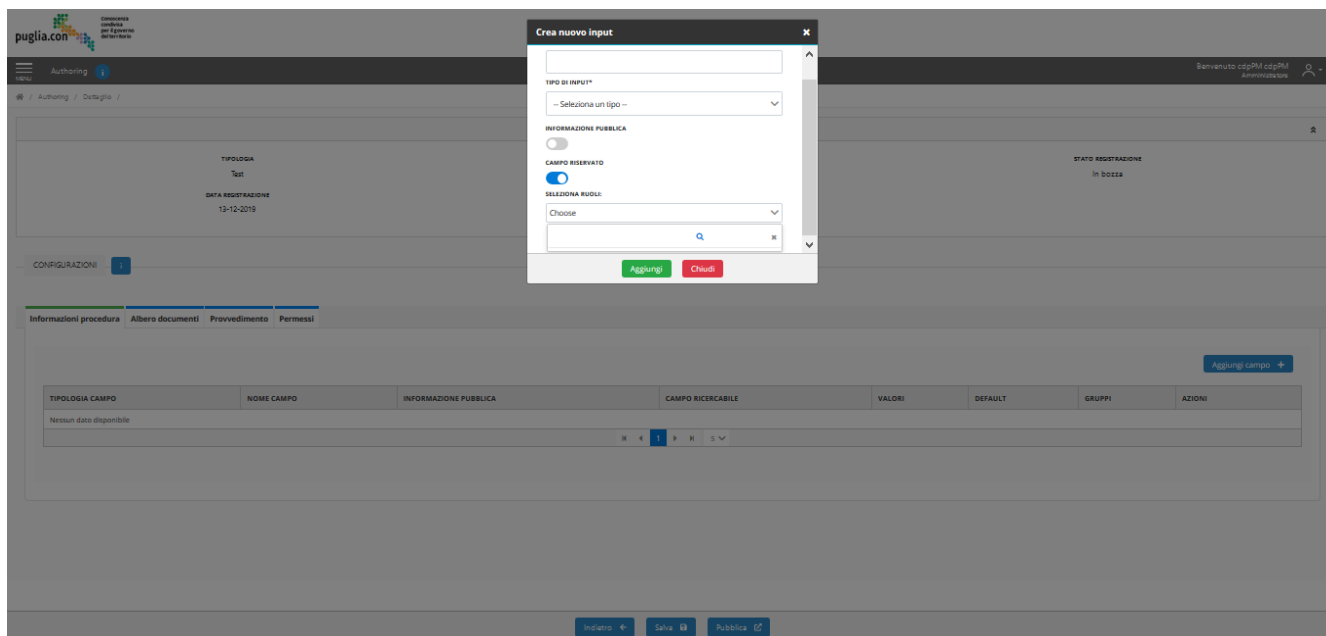 puglia.con
Conoscenza
condivisa
per il governo
del territorio
Crea nuovo input
MENU
Authoring
i
Benvenuto cdpPM cdpPM
Amministratore
/ Authoring / Dettaglio /
TIPO DI INPUT*
-- Seleziona un tipo --
INFORMAZIONE PUBBLICA
CAMPO RISERVATO
SELEZIONA RUOLI:
Choose
Aggiungi
Chiudi
TIPOLOGIA
Test
DATA REGISTRAZIONE
13-12-2019
STATO REGISTRAZIONE
In bozza
CONFIGURAZIONI
i
Informazioni procedura Albero documenti Provvedimento Permessi
Aggiungi campo +
TIPOLOGIA CAMPO NOME CAMPO INFORMAZIONE PUBBLICA CAMPO RICERCABILE VALORI DEFAULT GRUPPI AZIONI
Nessun dato disponibile
1 5
Indietro Salva Pubblica